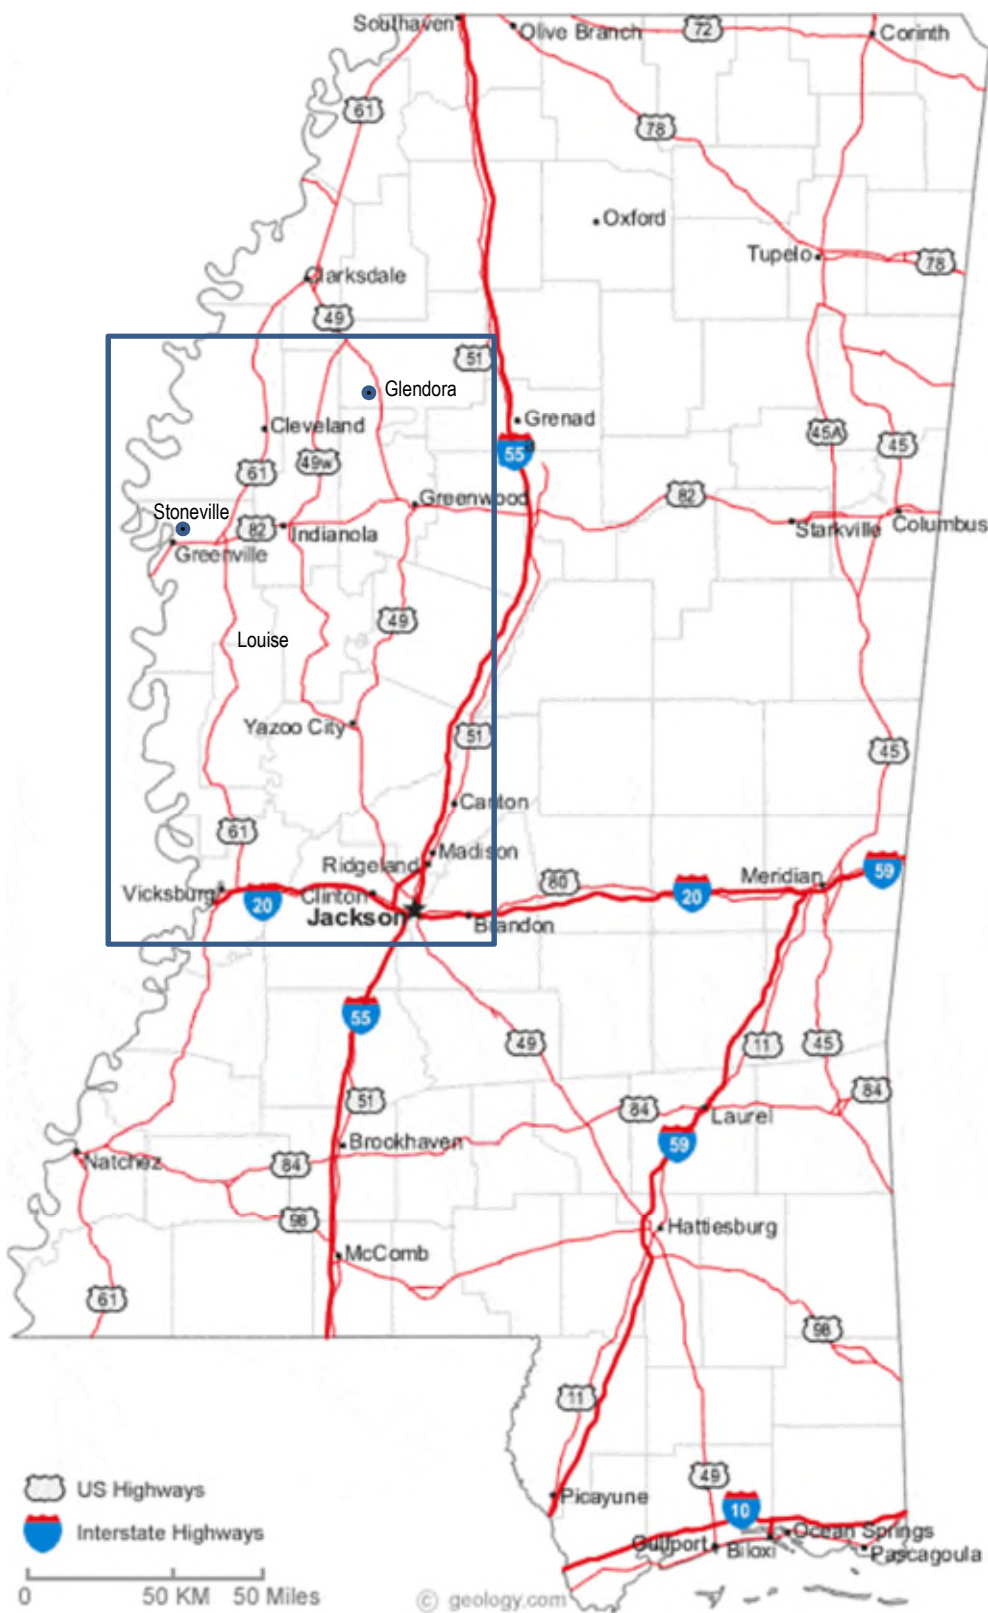 Southaven
Olive Branch
72
Corinth
61
78
Oxford
Tupelo
78
Clarksdale
49
51
Glendora
Cleveland
Grenad
55
45A
45
61
49w
Greenwood
82
Stoneville
82
Indianola
Starkville
Columbus
Greenville
49
Louise
Yazoo City
51
45
Canton
61
Madison
Ridgeland
Meridian
59
80
Vicksburg
20
Clinton
20
Jackson
Brandon
55
49
11
45
51
84
84
Laurel
Brookhaven
59
Natchez
84
98
Hattiesburg
McComb
61
98
11
US Highways
49
Picayune
10
Interstate Highways
Ocean Springs
Gulfport
Biloxi
Pascagoula
0 50 KM 50 Miles
© geology.com